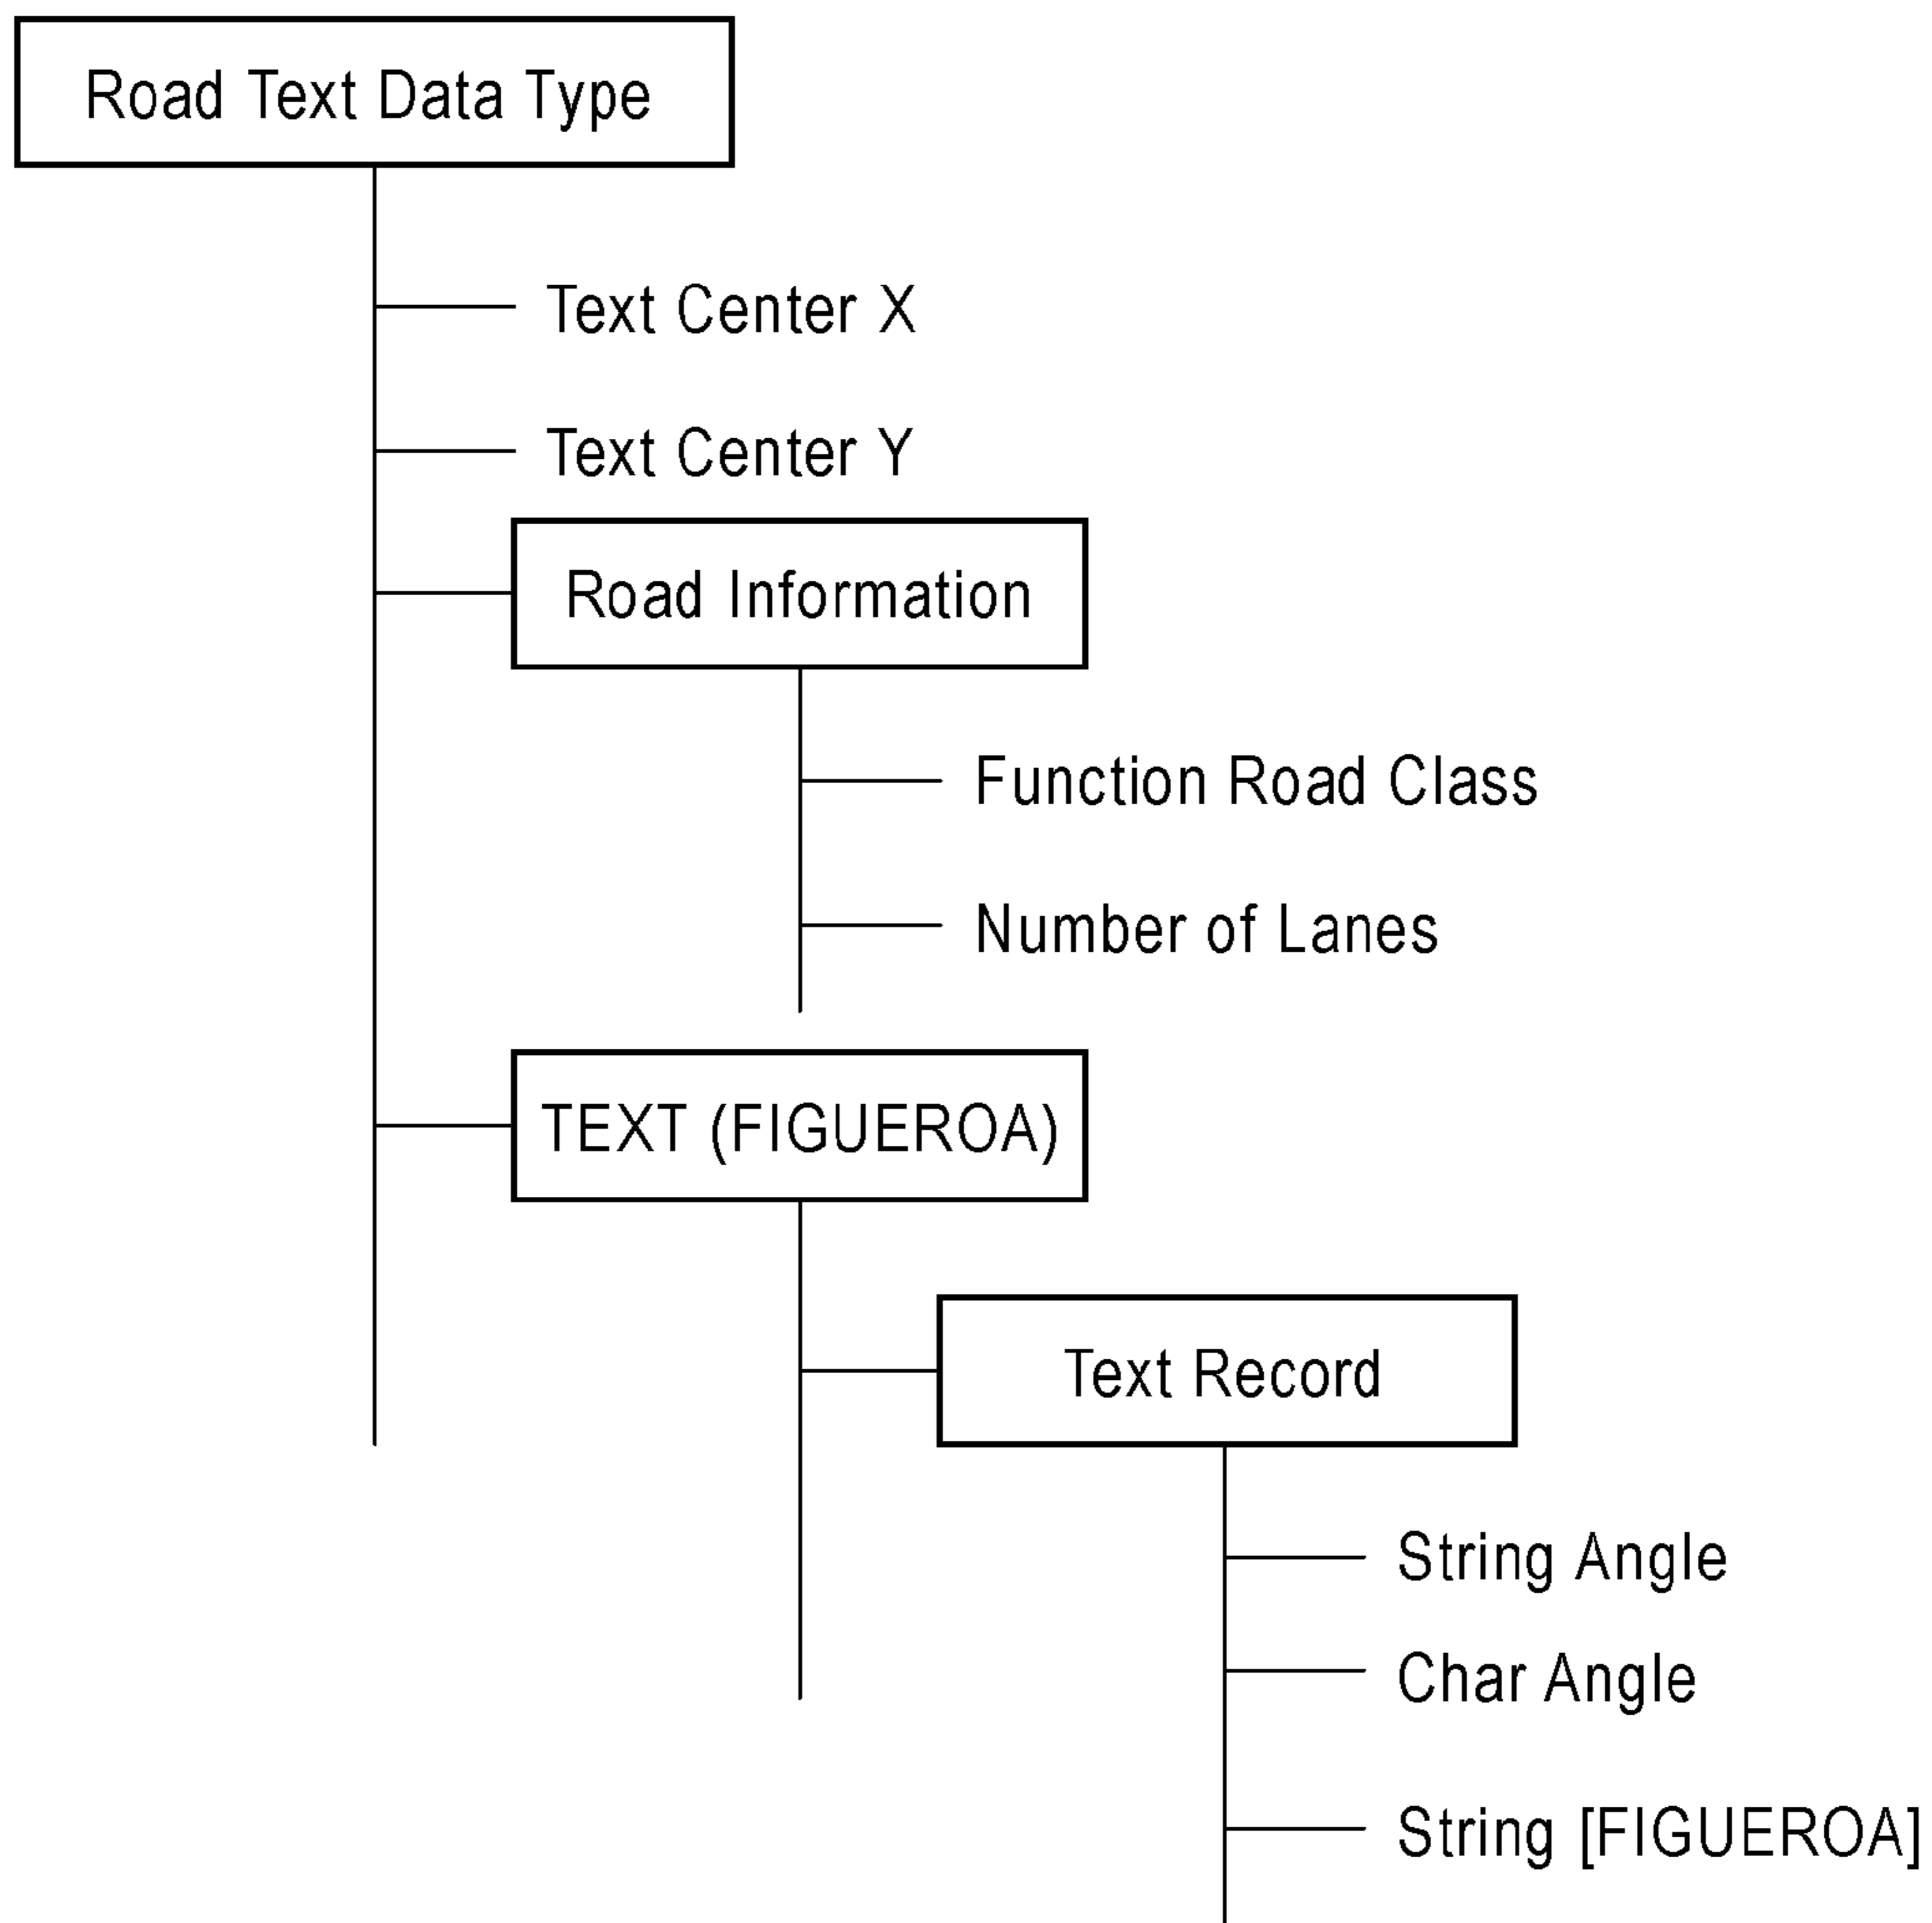 Road Text Data Type
Text Center X
Text Center Y
Road Information
Function Road Class
Number of Lanes
TEXT (FIGUEROA)
Text Record
String Angle
Char Angle
String [FIGUEROA]